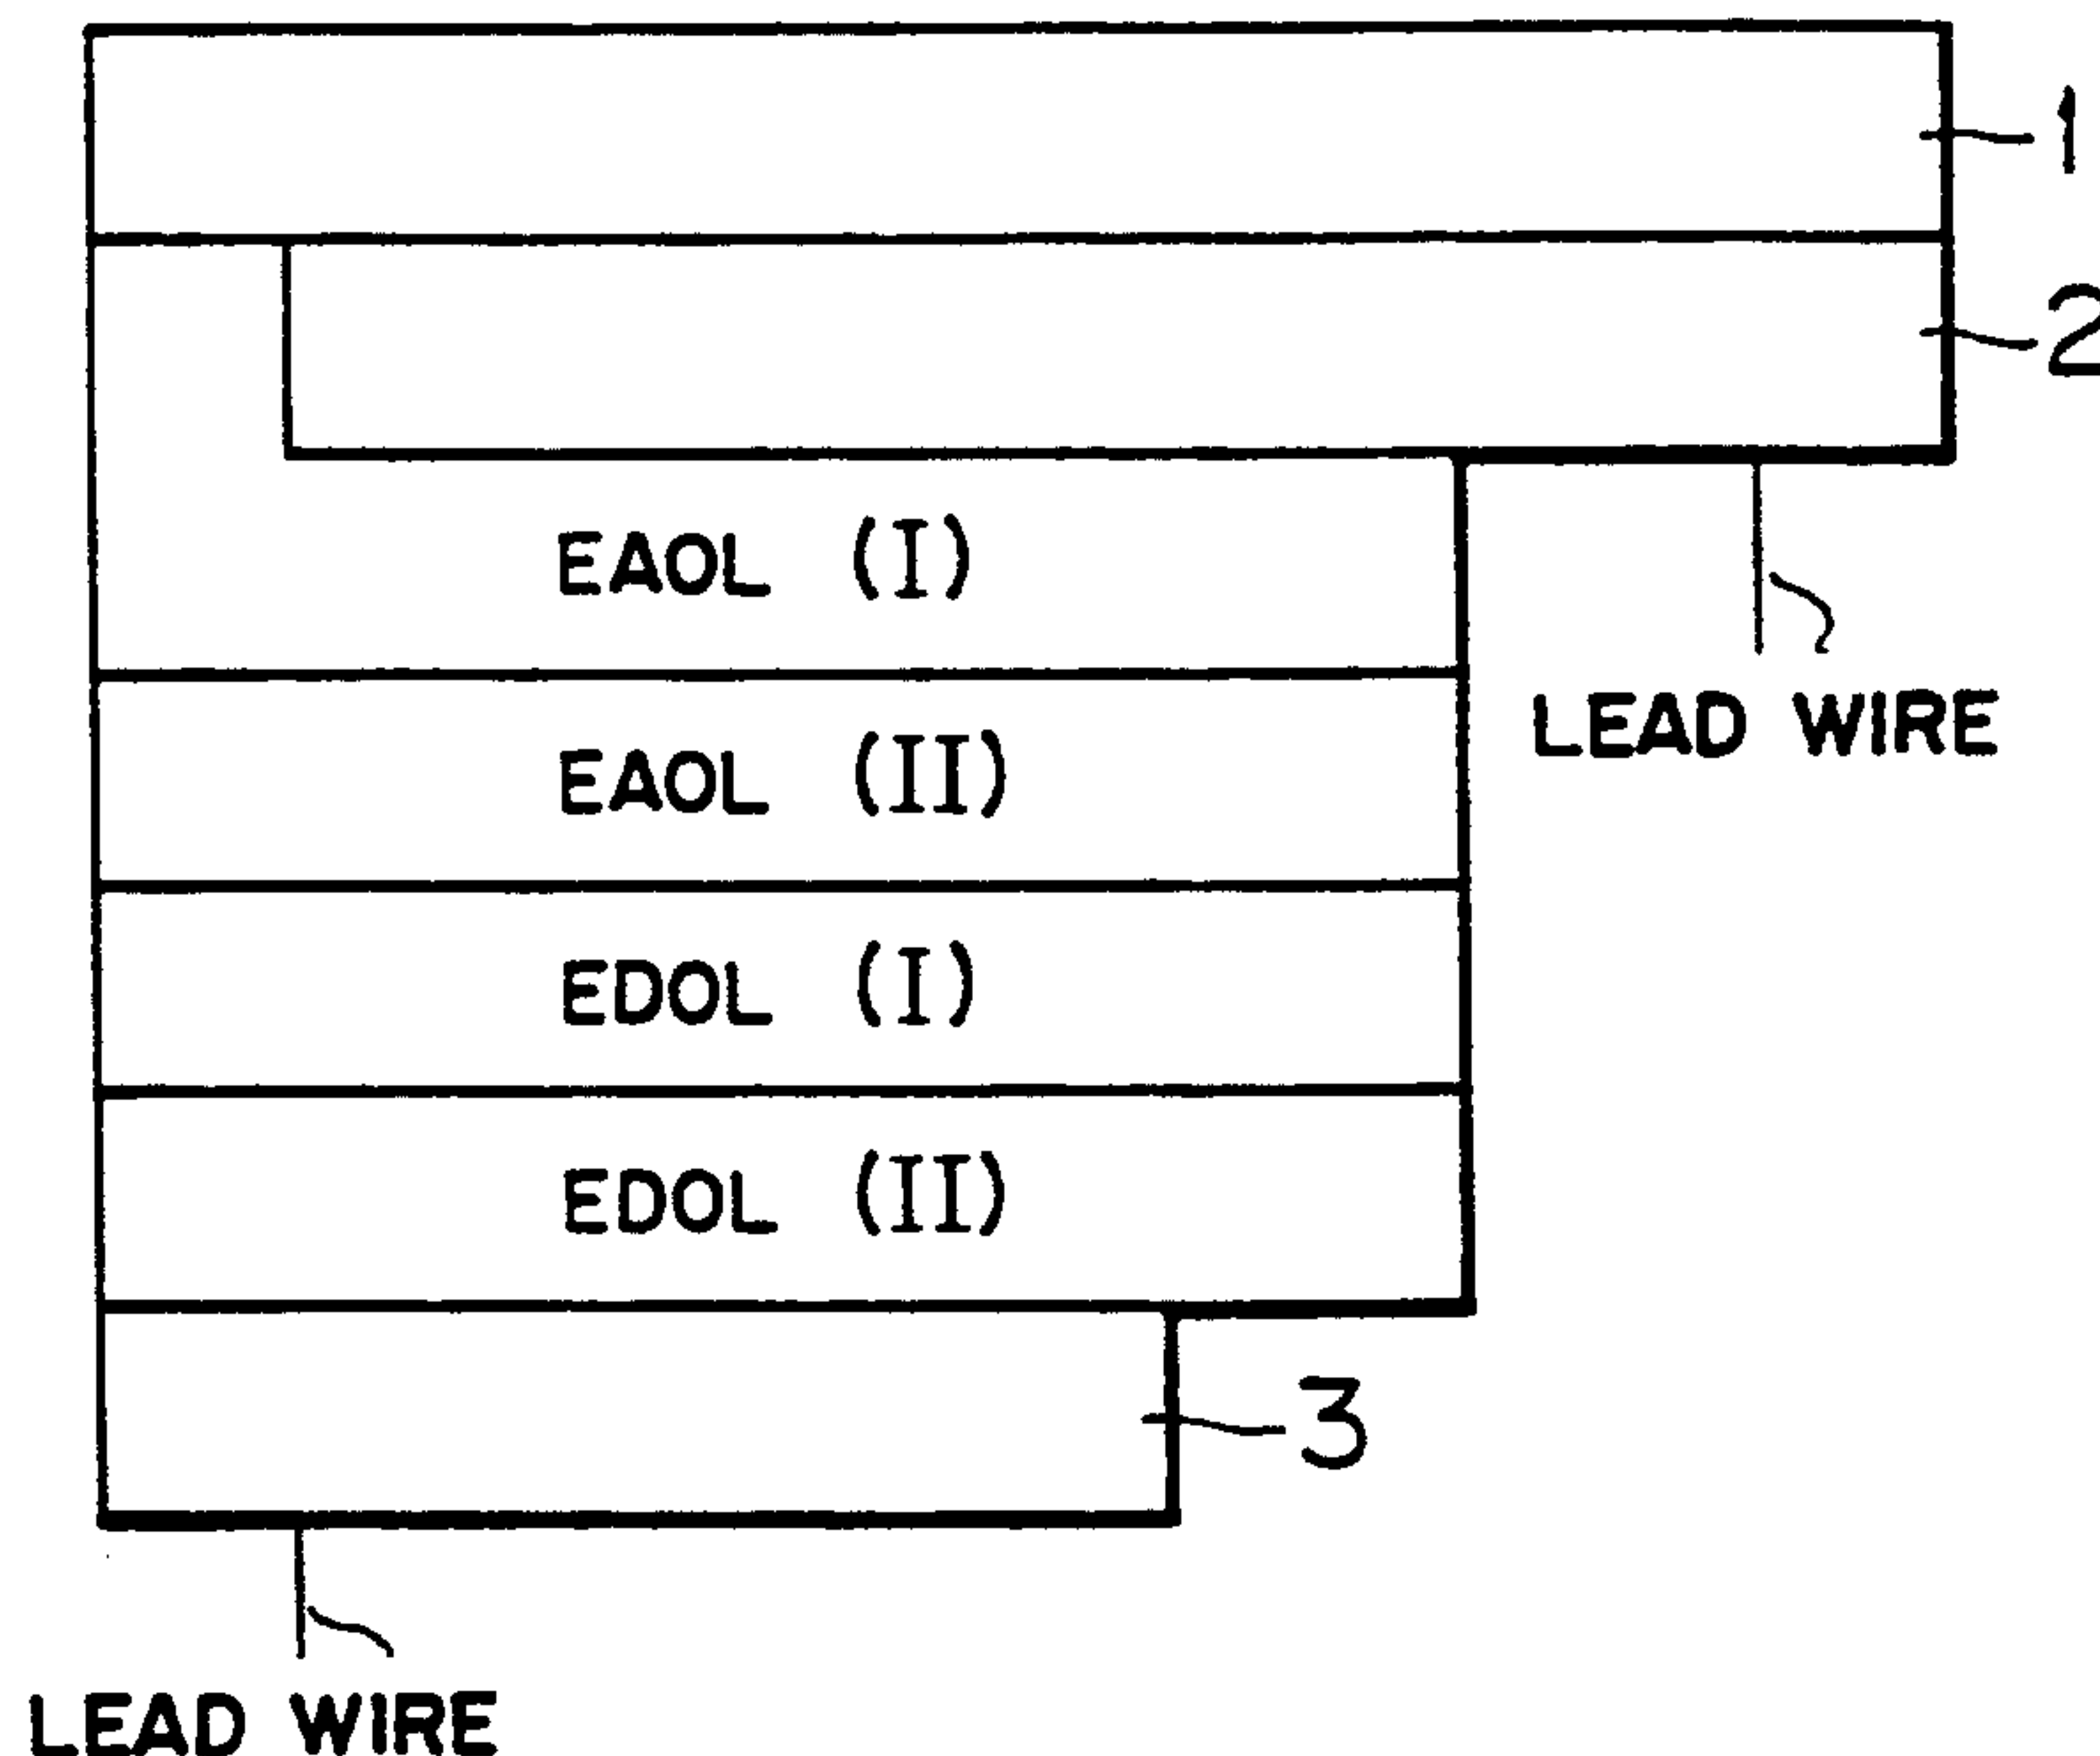 1
2
EAOL (I)
LEAD WIRE
EAOL (II)
EDOL (I)
EDOL (II)
3
LEAD WIRE